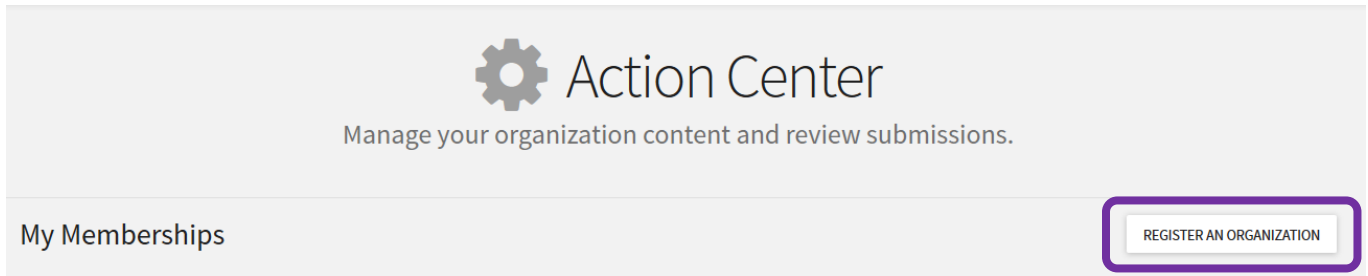 Action Center
Manage your organization content and review submissions.
My Memberships
REGISTER AN ORGANIZATION